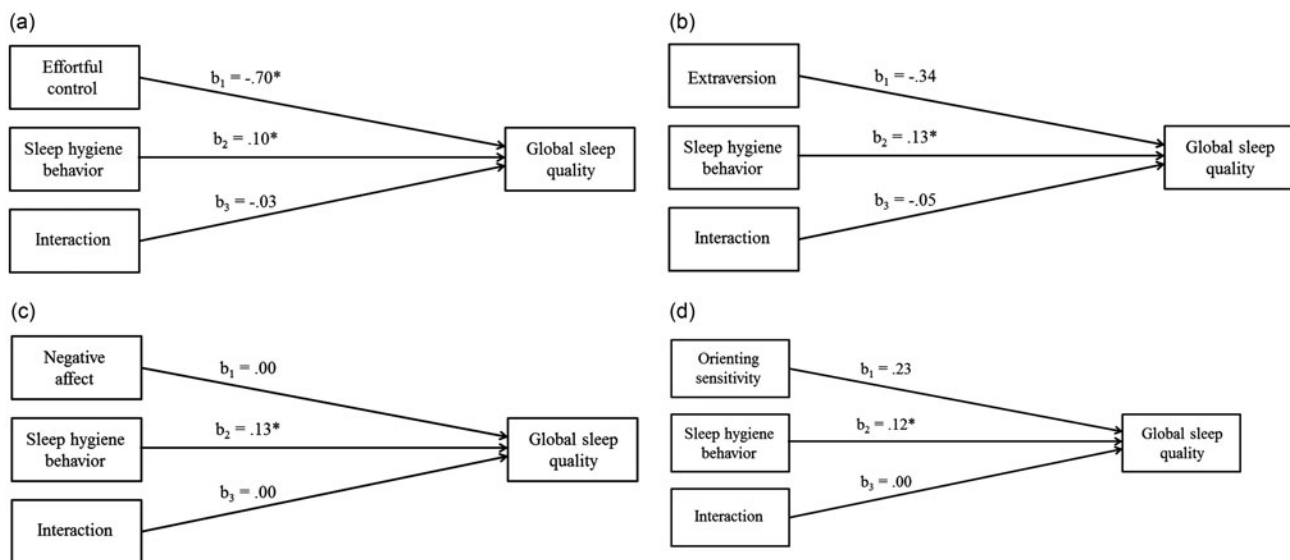 (a)
Effortful
control
b1 = -.70*
Sleep hygiene
behavior
b2 = .10*
Interaction
b3 = -.03
Global sleep
quality
(b)
Extraversion
b1 = -.34
Sleep hygiene
behavior
b2 = .13*
Interaction
b3 = -.05
Global sleep
quality
(c)
Negative
affect
b1 = .00
Sleep hygiene
behavior
b2 = .13*
Interaction
b3 = .00
Global sleep
quality
(d)
Orienting
sensitivity
b1 = .23
Sleep hygiene
behavior
b2 = .12*
Interaction
b3 = .00
Global sleep
quality